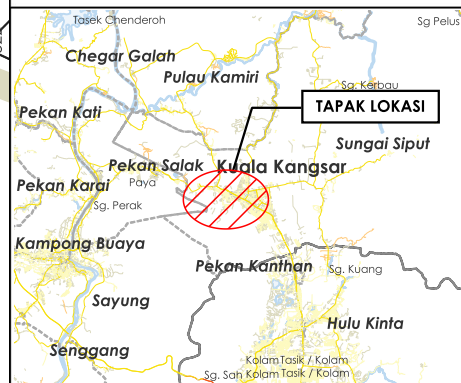 Tasek Chenderoh
Sg Pelus
Chegar Galah
Pulau Kamiri
Sg. Kerbau
TAPAK LOKASI
Pekan Kati
Sungai Siput
Pekan Salak
Kuala Kangsar
Pekan Karai
Paya
Sg. Perak
Kampong Buaya
Pekan Kanthan
Sg. Kuang
Sayung
Hulu Kinta
Senggang
Kolam Tasik / Kolam
Sg. Sah Kolam Tasik / Kolam